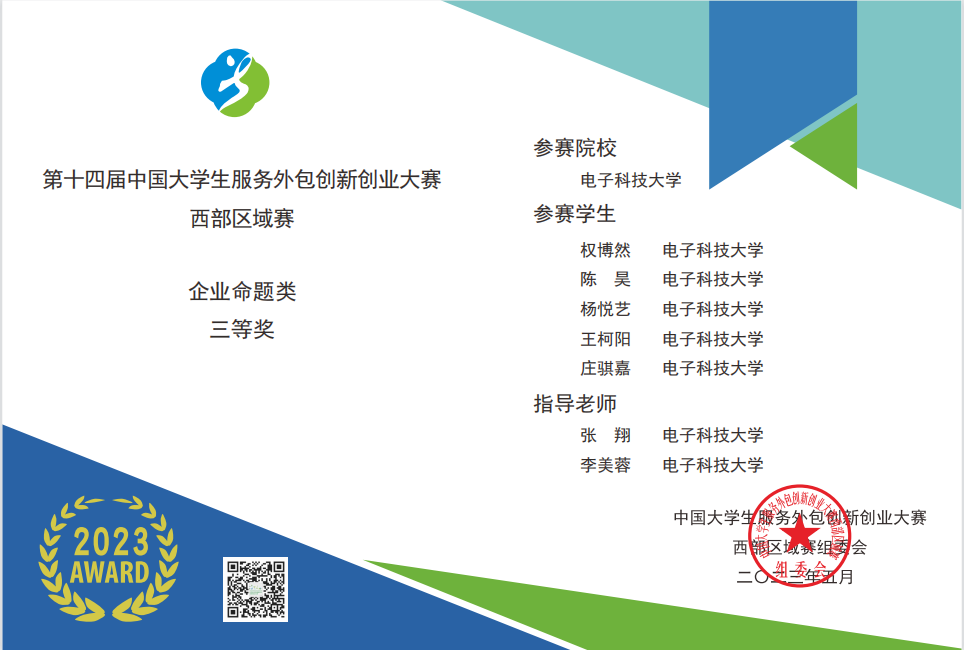 第十四届中国大学生服务外包创新创业大赛
西部区域赛
企业命题类
三等奖
2023
AWARD
参赛院校
电子科技大学
参赛学生
权博然 电子科技大学
陈 昊 电子科技大学
杨悦艺 电子科技大学
王柯阳 电子科技大学
庄骐嘉 电子科技大学
指导老师
张 翔 电子科技大学
李美蓉 电子科技大学
中国大学生服务外包创新创业大赛
西部区域赛组委会
二〇二三年五月
组委会